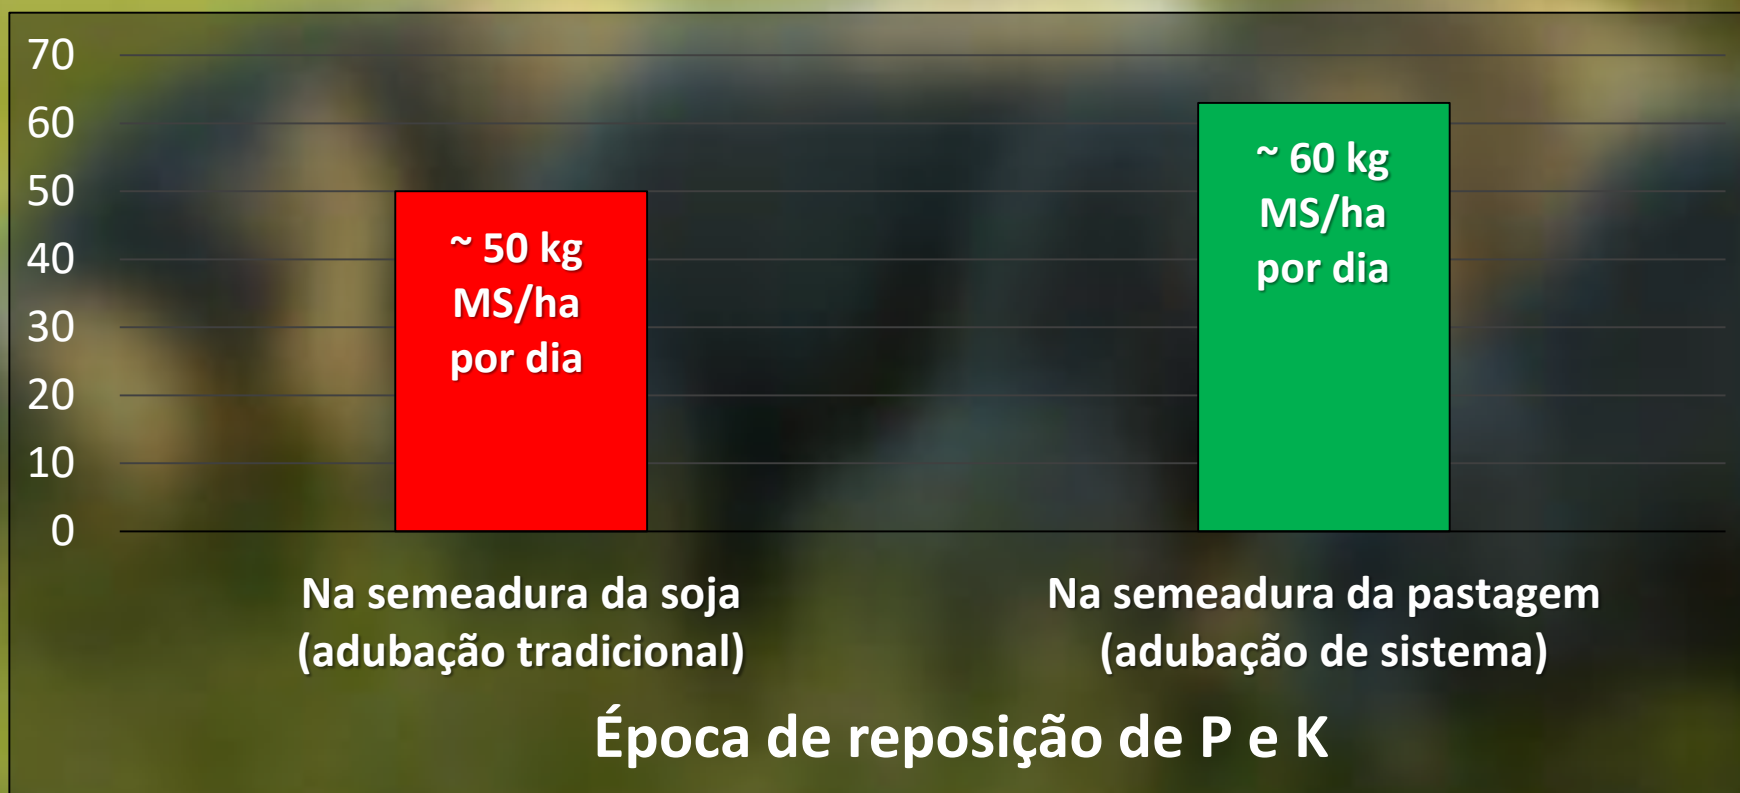 70
60
50
40
30
20
10
0
~ 50 kg
MS/ha
por dia
~ 60 kg
MS/ha
por dia
Na semeadura da soja
(adubação tradicional)
Na semeadura da pastagem
(adubação de sistema)
Época de reposição de P e K